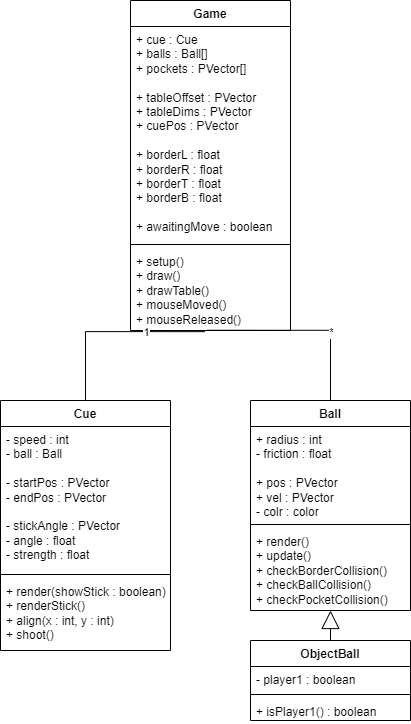 Game
+ cue : Cue
+ balls : Ball[]
+ pockets : PVector[]
+ tableOffset : PVector
+ tableDims : PVector
+ cuePos : PVector
+ borderL : float
+ borderR : float
+ borderT : float
+ borderB : float
+ awaitingMove : boolean
+ setup()
+ draw()
+ drawTable()
+ mouseMoved()
+ mouseReleased()
1
*
Cue
- speed : int
- ball : Ball
- startPos : PVector
- endPos : PVector
- stickAngle : PVector
- angle : float
- strength : float
+ render(showStick : boolean)
+ renderStick()
+ align(x : int, y : int)
+ shoot()
Ball
+ radius : int
- friction : float
+ pos : PVector
+ vel : PVector
- colr : color
+ render()
+ update()
+ checkBorderCollision()
+ checkBallCollision()
+ checkPocketCollision()
ObjectBall
- player1 : boolean
+ isPlayer1() : boolean